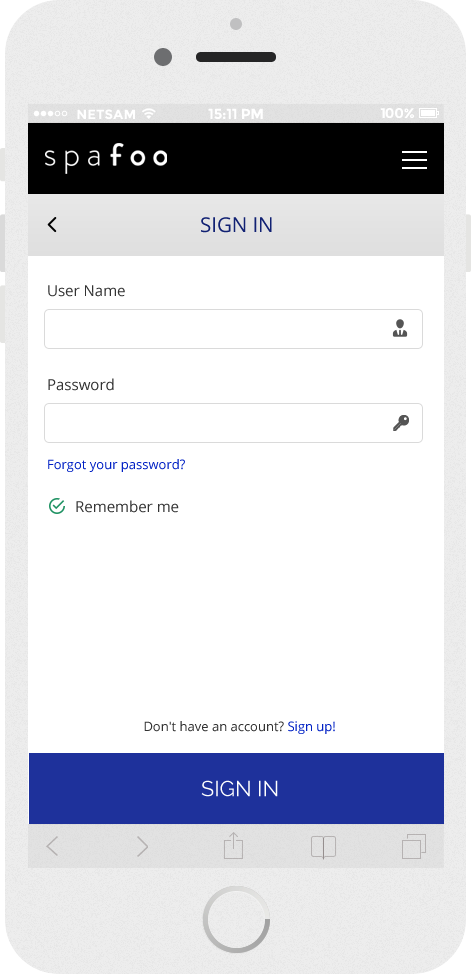 NETSAM 15:11 PM 100%
spafoo
SIGN IN
User Name
Password
Forgot your password?
Remember me
Don't have an account? Sign up!
SIGN IN